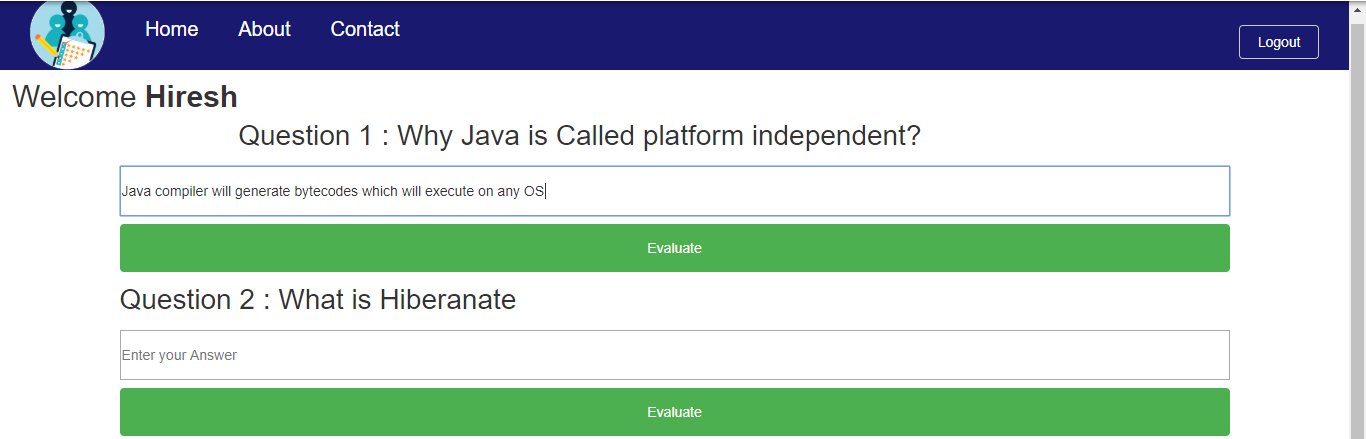 Home About Contact
Logout
Welcome Hiresh
Question 1 : Why Java is Called platform independent?
Java compiler will generate bytecodes which will execute on any OS
Evaluate
Question 2 : What is Hiberanate
Enter your Answer
Evaluate